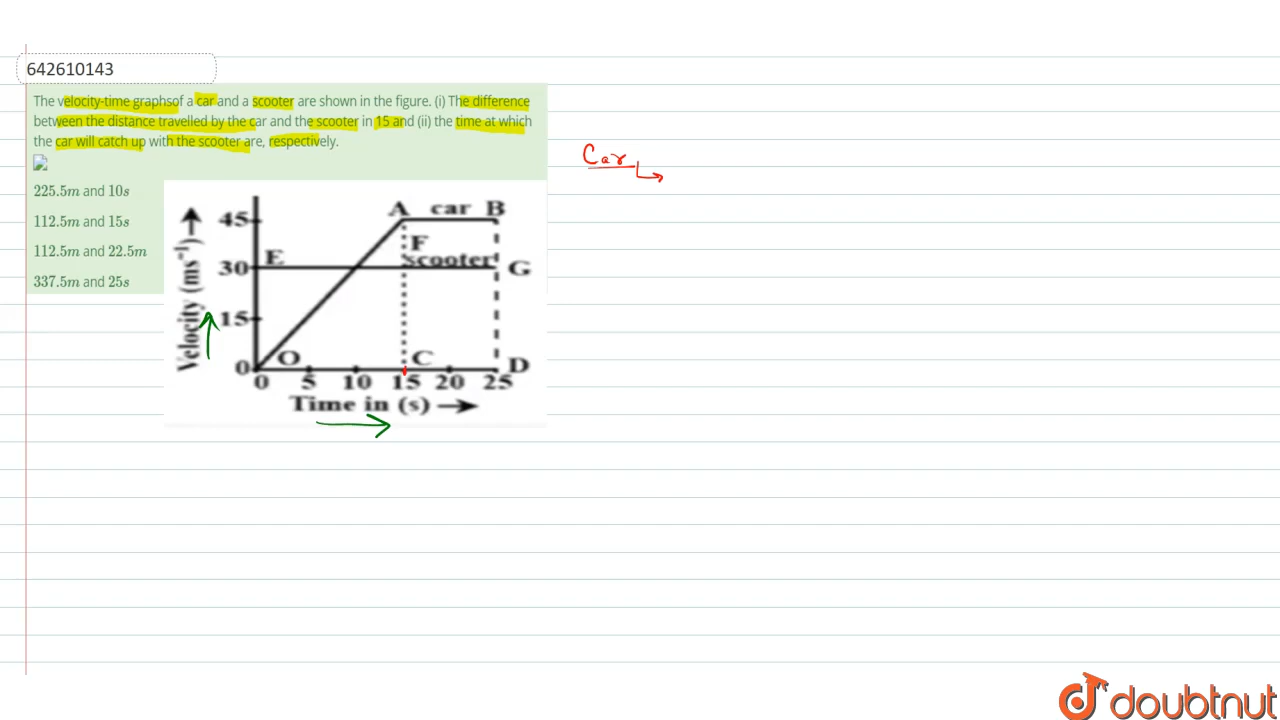 642610143
The velocity-time graphsof a car and a scooter are shown in the figure. (i) The difference
between the distance travelled by the car and the scooter in 15 and (ii) the time at which
the car will catch up with the scooter are, respectively.
Car
225.5m and 10s
112.5m and 15s
112.5m and 22.5m
337.5m and 25s
Velocity (ms⁻¹)
45
30
15
0
A car B
E
F
scooter
G
O
C
D
0 5 10 15 20 25
Time in (s)
doubtnut